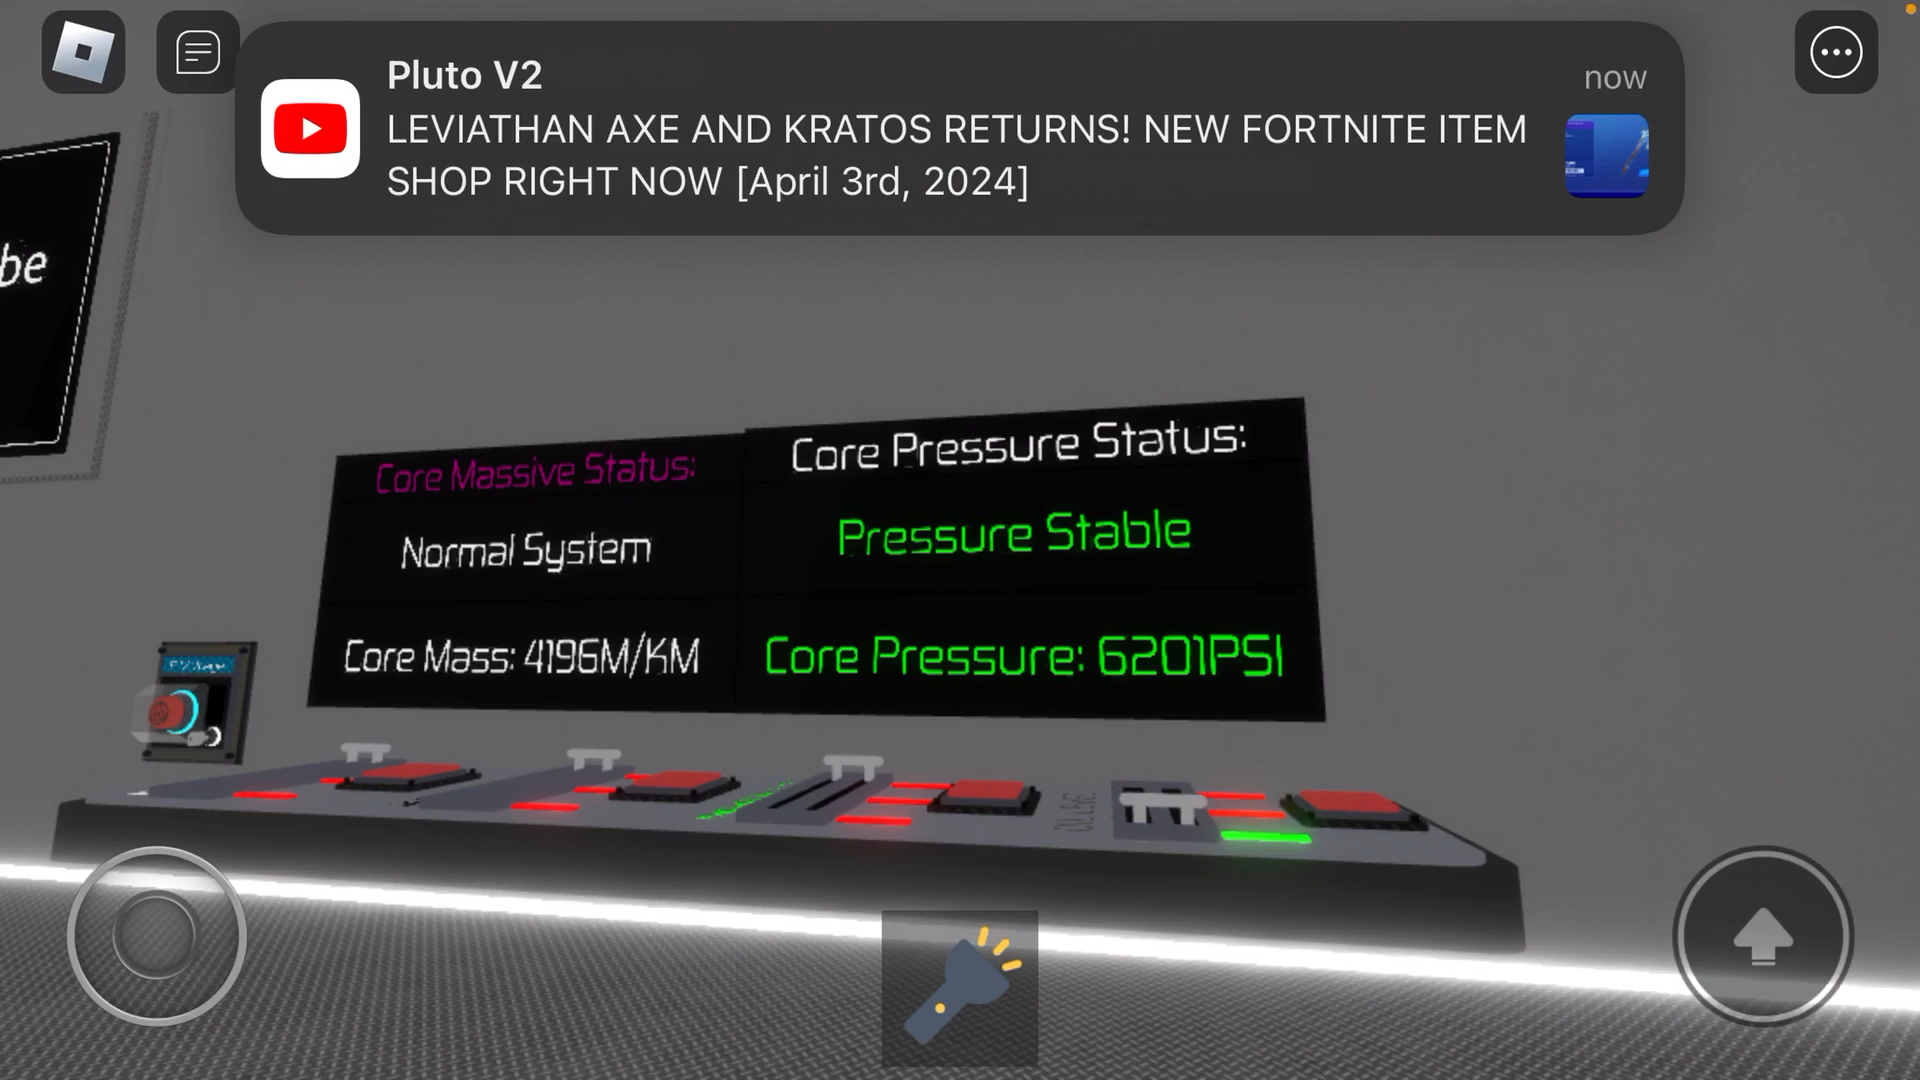 Pluto V2
now
LEVIATHAN AXE AND KRATOS RETURNS! NEW FORTNITE ITEM
SHOP RIGHT NOW [April 3rd, 2024]
be
Core Massive Status:
Normal System
Core Mass: 4196M/KM
Core Pressure Status:
Pressure Stable
Core Pressure: 6201PSI